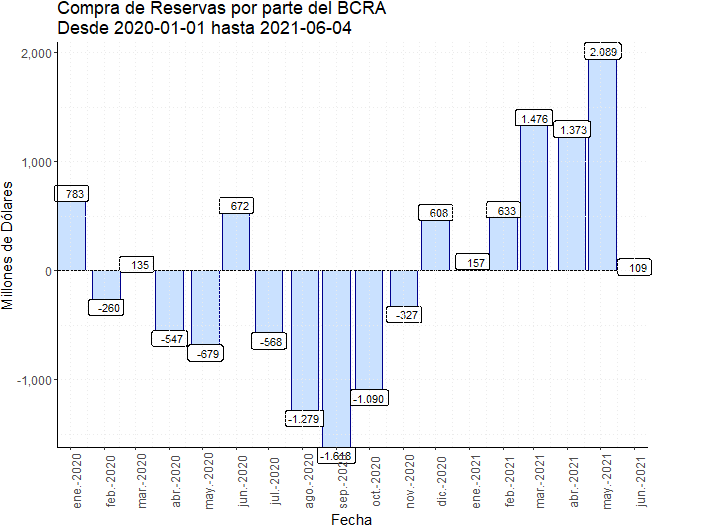 Compra de Reservas por parte del BCRA
Desde 2020-01-01 hasta 2021-06-04
Millones de Dólares
2,000
1,000
0
-1,000
783
-260
135
-547
-679
672
-568
-1.279
-1.618
-1.090
-327
608
157
633
1.476
1.373
2.089
109
ene.-2020
feb.-2020
mar.-2020
abr.-2020
may.-2020
jun.-2020
jul.-2020
ago.-2020
sep.-2020
oct.-2020
nov.-2020
dic.-2020
ene.-2021
feb.-2021
mar.-2021
abr.-2021
may.-2021
jun.-2021
Fecha